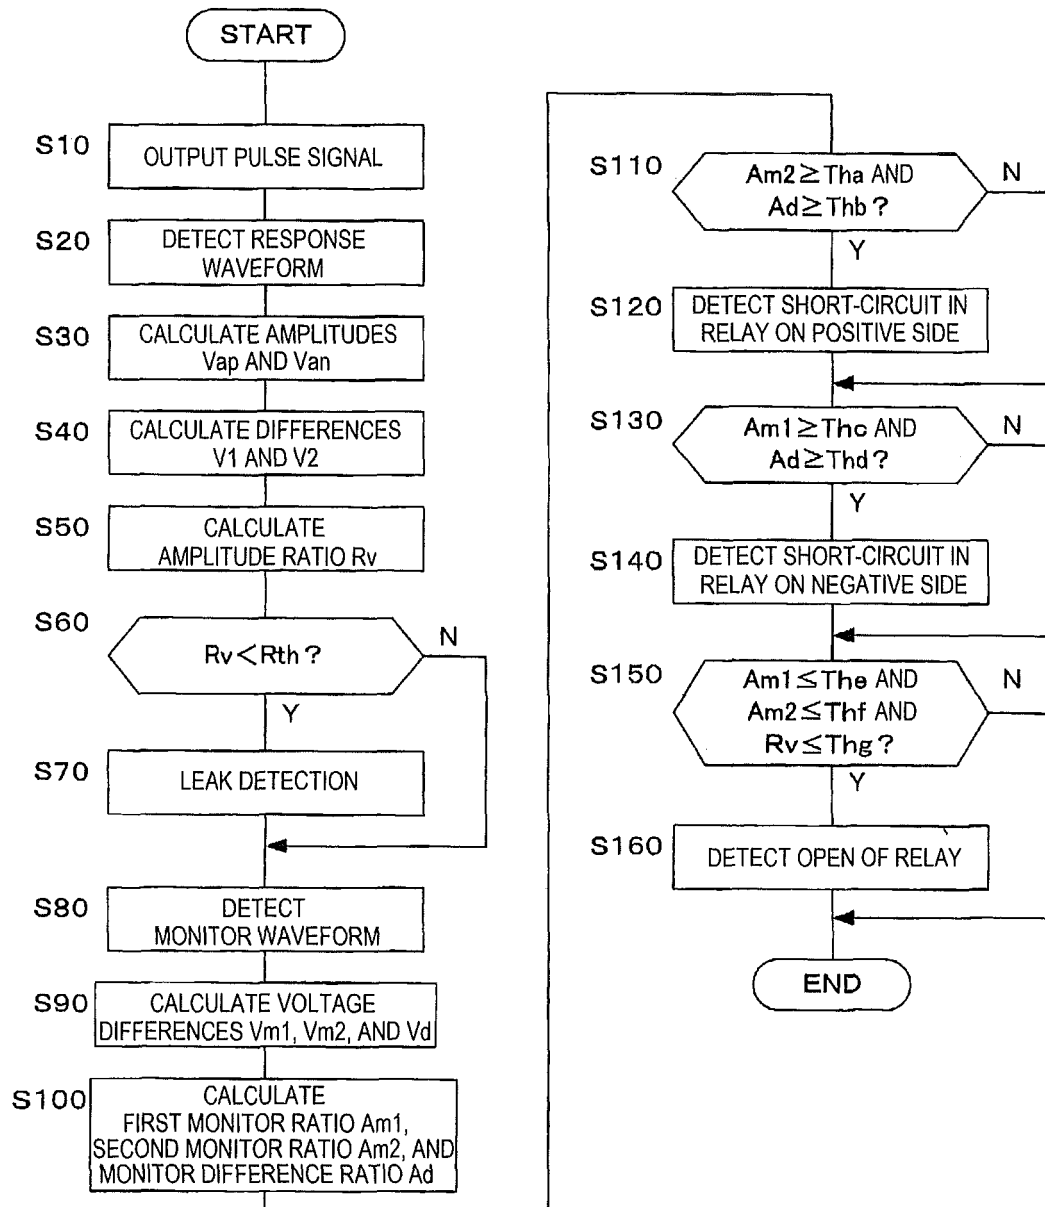 START
S10
OUTPUT PULSE SIGNAL
S20
DETECT RESPONSE
WAVEFORM
S30
CALCULATE AMPLITUDES
Vap AND Van
S40
CALCULATE DIFFERENCES
V1 AND V2
S50
CALCULATE
AMPLITUDE RATIO Rv
S60
Rv<Rth?
N
Y
S70
LEAK DETECTION
S80
DETECT
MONITOR WAVEFORM
S90
CALCULATE VOLTAGE
DIFFERENCES Vm1, Vm2, AND Vd
S100
CALCULATE
FIRST MONITOR RATIO Am1,
SECOND MONITOR RATIO Am2, AND
MONITOR DIFFERENCE RATIO Ad
S110
Am2≥Tha AND
Ad≥Thb?
N
Y
S120
DETECT SHORT-CIRCUIT IN
RELAY ON POSITIVE SIDE
S130
Am1≥Thc AND
Ad≥Thd?
N
Y
S140
DETECT SHORT-CIRCUIT IN
RELAY ON NEGATIVE SIDE
S150
Am1≤The AND
Am2≤Thf AND
Rv≤Thg?
N
Y
S160
DETECT OPEN OF RELAY
END